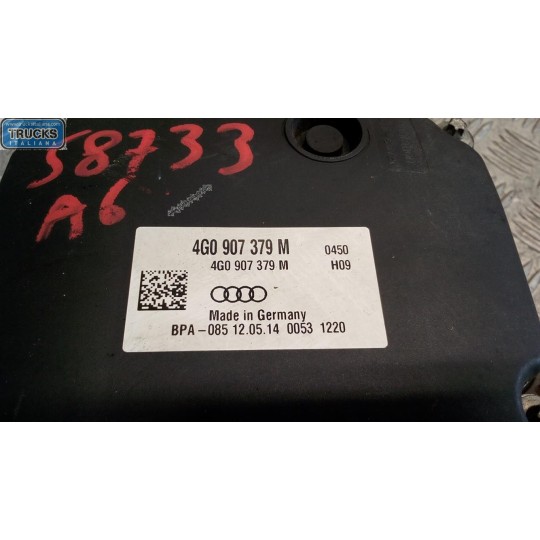 TRUCKS
ITALIANA
58733
A6
4G0 907 379 M 0450
4G0 907 379 M H09
Made in Germany
BPA-085 12.05.14 0053 1220